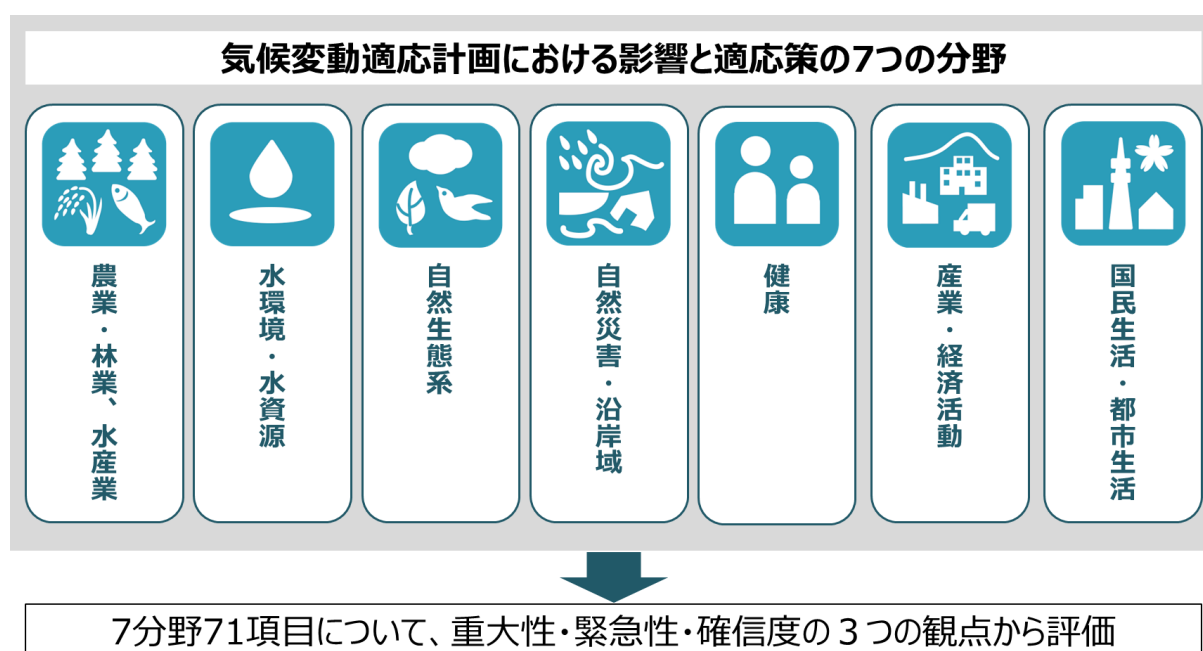 気候変動適応計画における影響と適応策の7つの分野
農業・林業、水産業
水環境・水資源
自然生態系
自然災害・沿岸域
健康
産業・経済活動
国民生活・都市生活
7分野71項目について、重大性・緊急性・確信度の３つの観点から評価